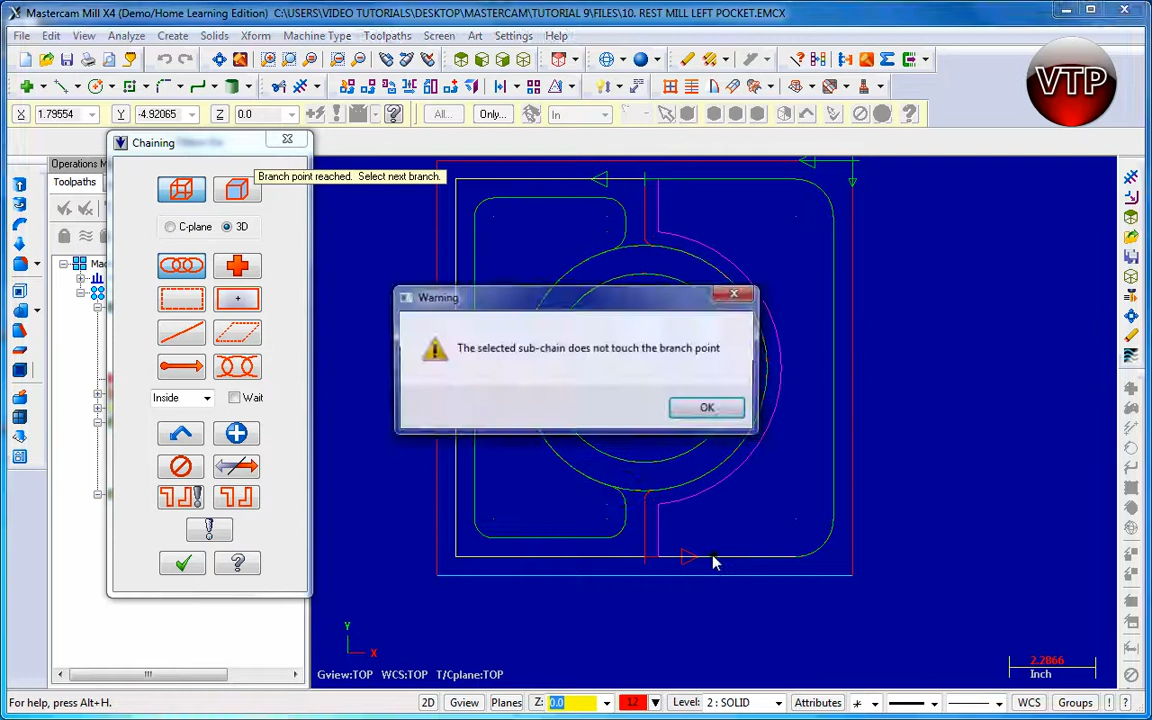 Mastercam Mill X4 (Demo/Home Learning Edition) C:\USERS\VIDEO TUTORIALS\DESKTOP\MASTERCAM\TUTORIAL 9\FILES\10. REST MILL LEFT POCKET.EMCX
File Edit View Analyze Create Solids Xform Machine Type Toolpaths Screen Art Settings Help
VTP
X 1.79554 Y -4.92065 Z 0.0 All... Only... In
Chaining
Operations M
Branch point reached. Select next branch.
Toolpaths
C-plane 3D
Mac
Warning
The selected sub-chain does not touch the branch point
OK
Inside Wait
Y
X
2.2866
Inch
Gview:TOP WCS:TOP T/Cplane:TOP
For help, press Alt+H.
2D Gview Planes Z: 0.0 12 Level: 2 : SOLID Attributes WCS Groups ! ?